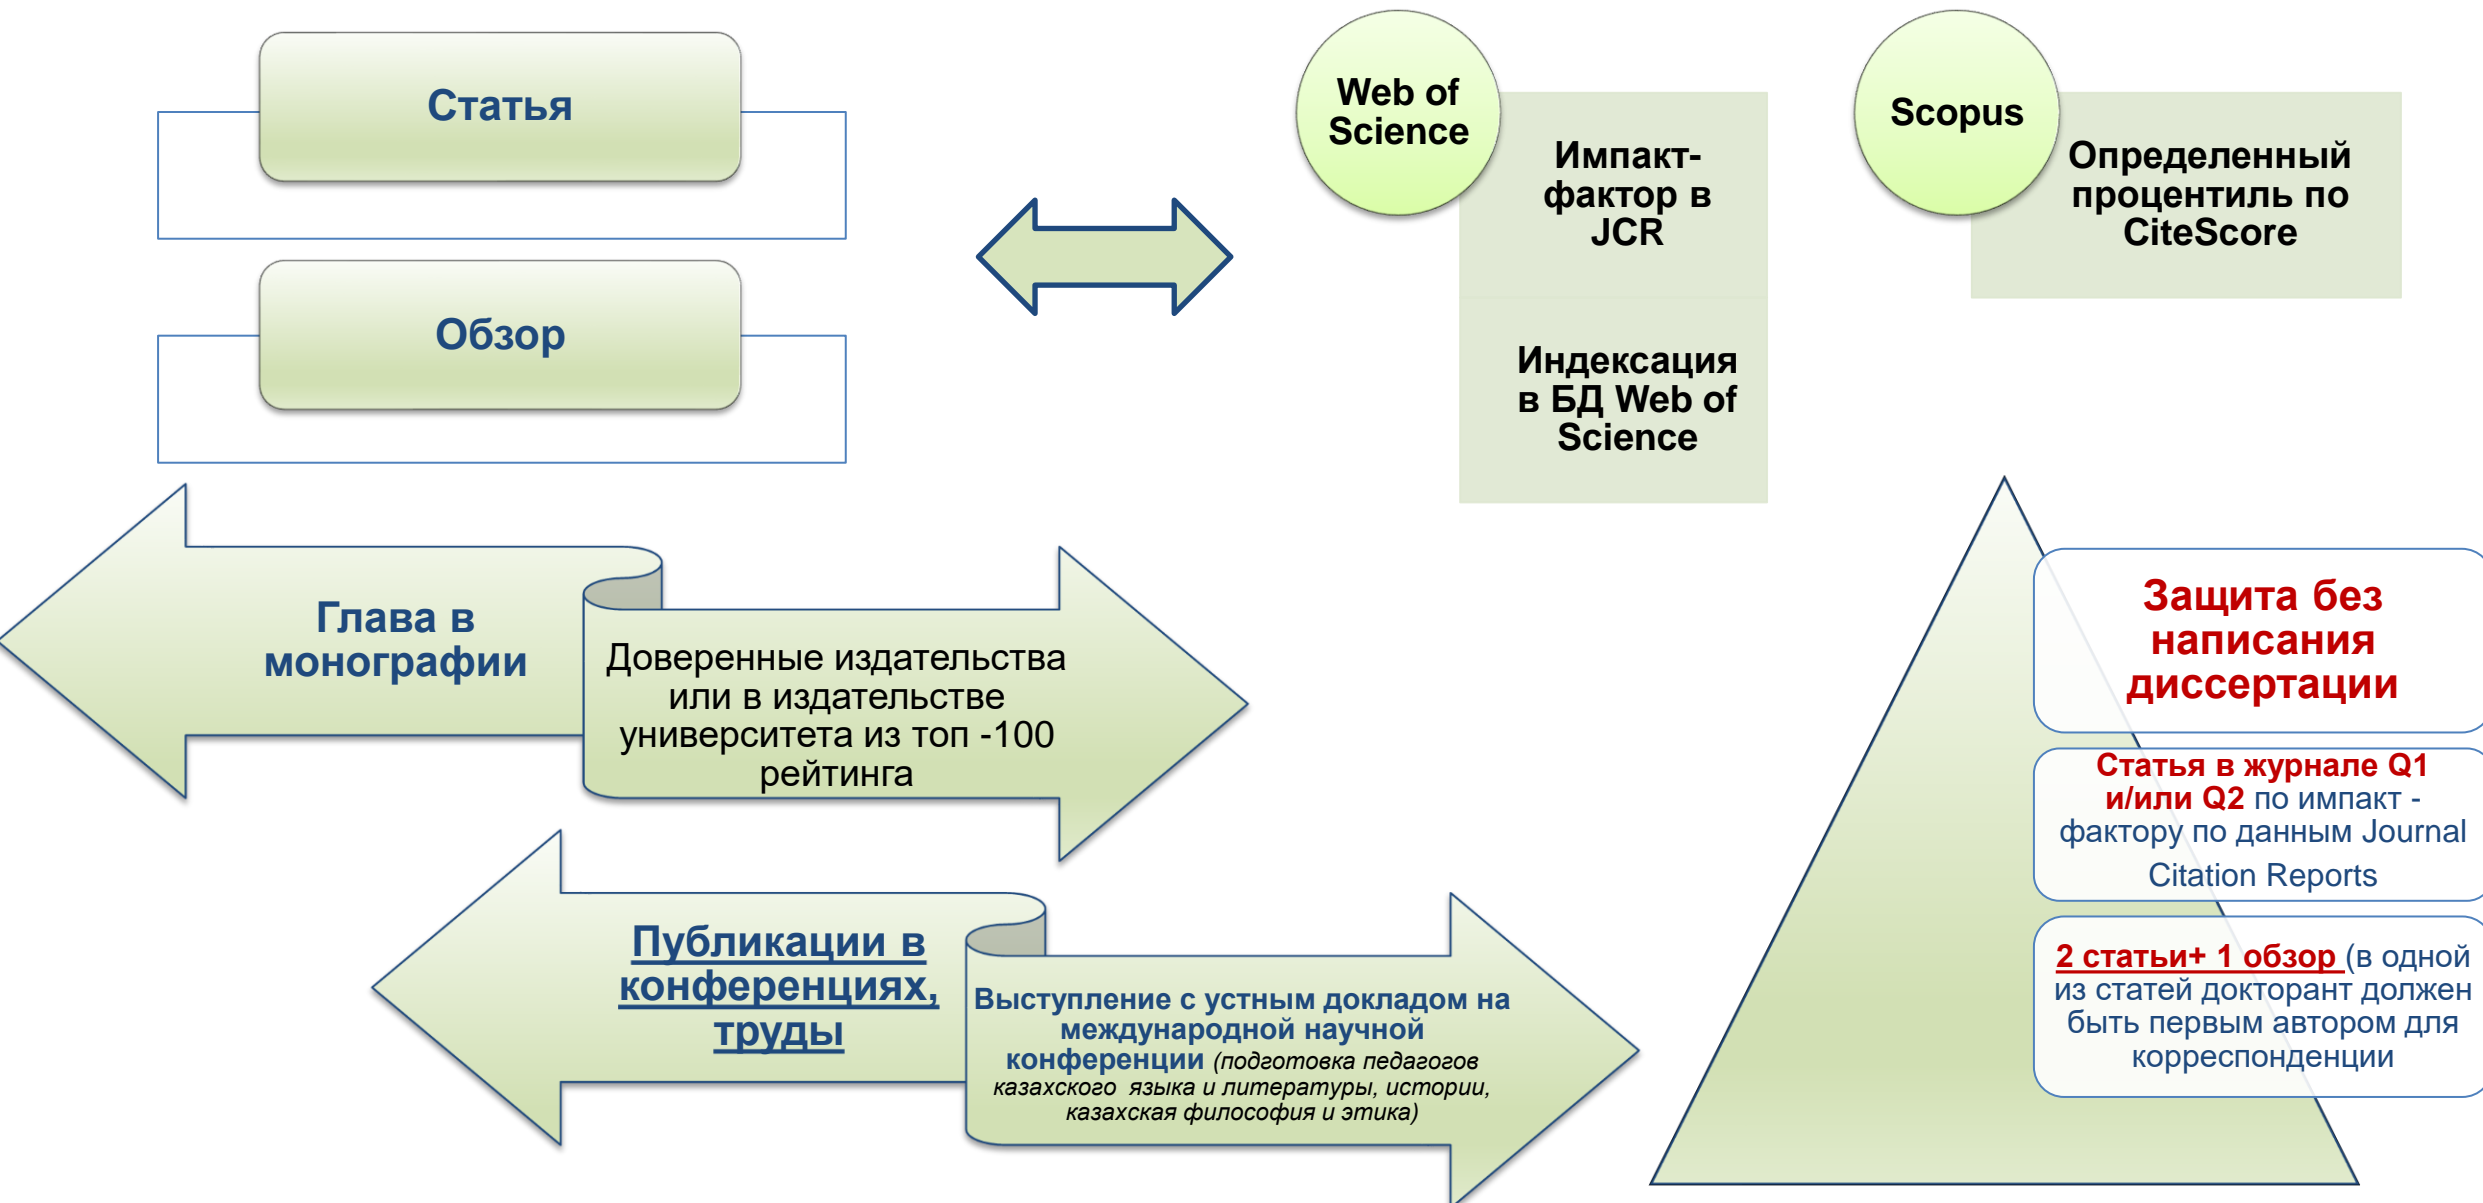 Статья
Обзор
Web of
Science
Импакт-
фактор в
JCR
Индексация
в БД Web of
Science
Scopus
Определенный
процентиль по
CiteScore
Глава в
монографии
Доверенные издательства
или в издательстве
университета из топ -100
рейтинга
Публикации в
конференциях,
труды
Выступление с устным докладом на
международной научной
конференции (подготовка педагогов
казахского языка и литературы, истории,
казахская философия и этика)
Защита без
написания
диссертации
Статья в журнале Q1
и/или Q2 по импакт -
фактору по данным Journal
Citation Reports
2 статьи+ 1 обзор (в одной
из статей докторант должен
быть первым автором для
корреспонденции